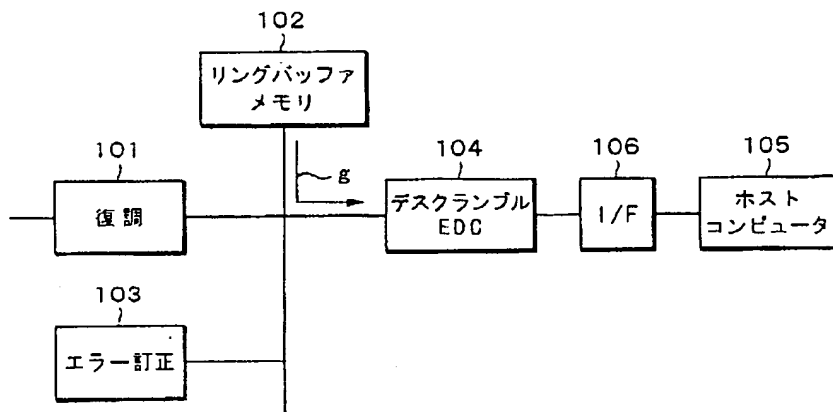 102
リングバッファ
メモリ
101
復調
g
104
デスクランブル
EDC
106
I/F
105
ホスト
コンピュータ
103
エラー訂正